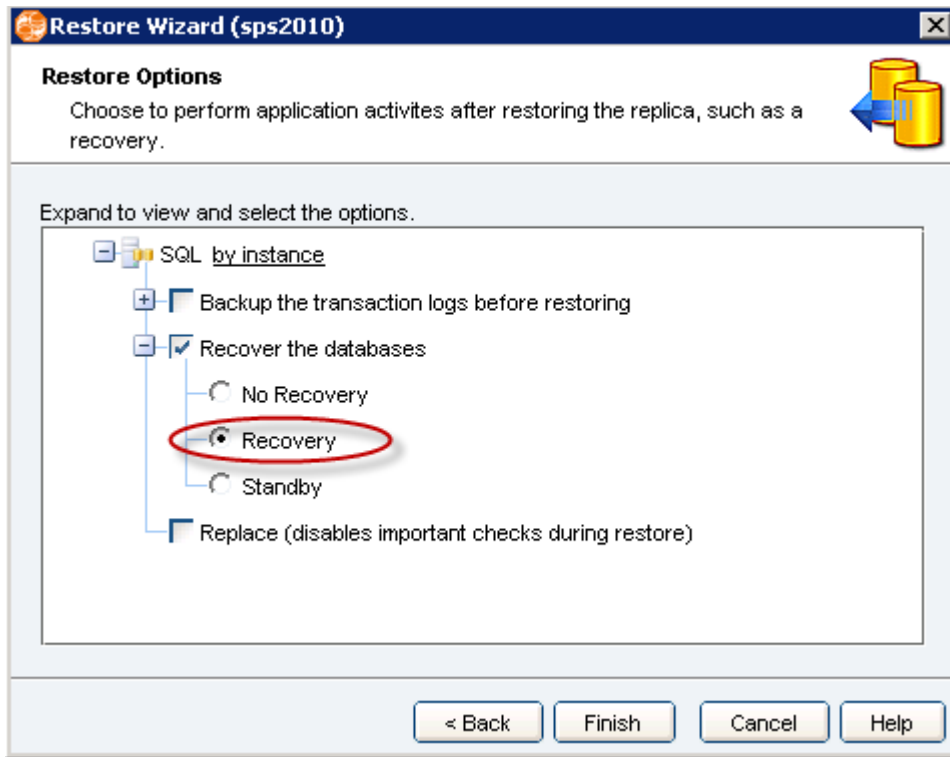 Restore Wizard (sps2010)
Restore Options
Choose to perform application activites after restoring the replica, such as a
recovery.
Expand to view and select the options.
SQL by instance
Backup the transaction logs before restoring
Recover the databases
No Recovery
Recovery
Standby
Replace (disables important checks during restore)
< Back Finish Cancel Help